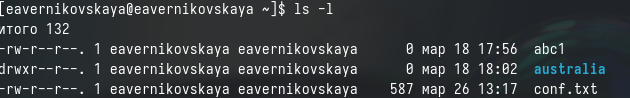 [eavernikovskaya@eavernikovskaya ~]$ ls -l
итого 132
-rw-r--r--. 1 eavernikovskaya eavernikovskaya 0 мар 18 17:56 abc1
drwxr--r--. 1 eavernikovskaya eavernikovskaya 0 мар 18 18:02 australia
-rw-r--r--. 1 eavernikovskaya eavernikovskaya 587 мар 26 13:17 conf.txt